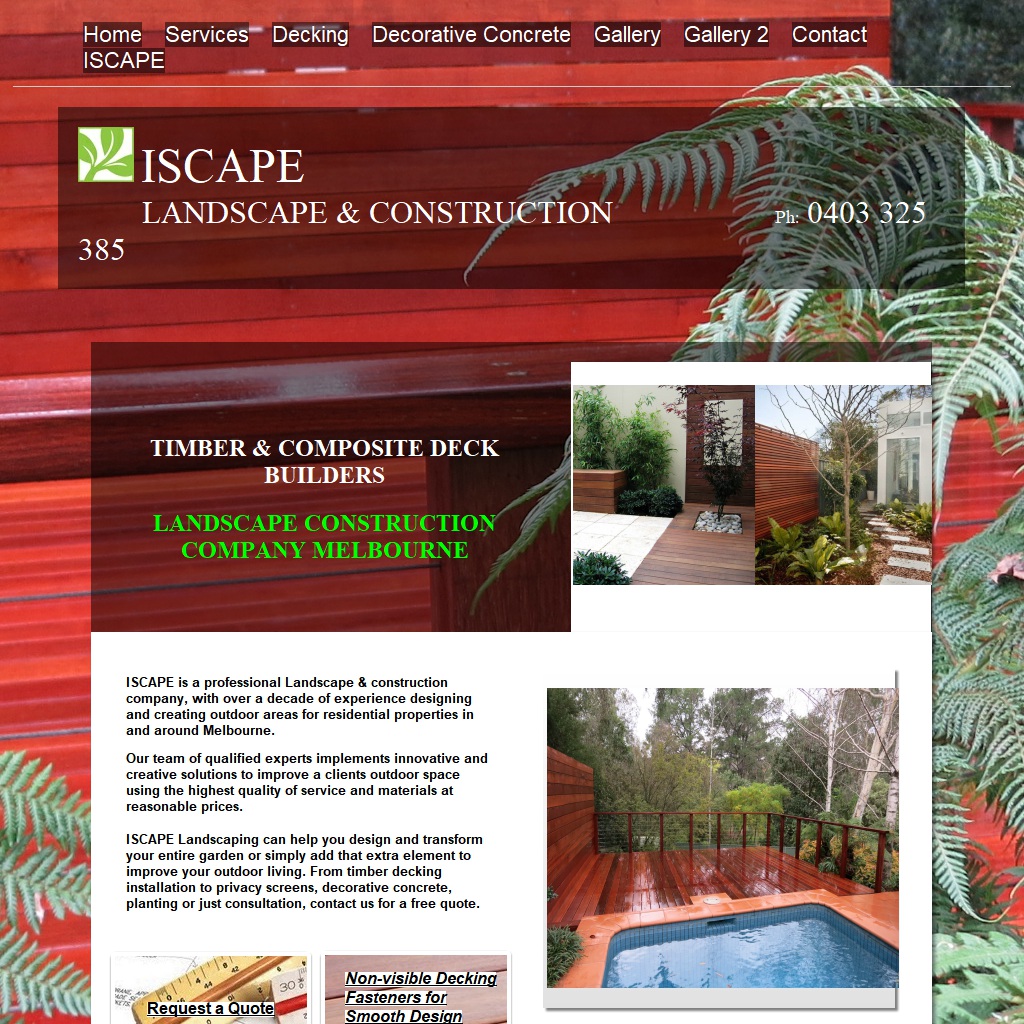 Home Services Decking Decorative Concrete Gallery Gallery 2 Contact
ISCAPE
ISCAPE
LANDSCAPE & CONSTRUCTION Ph: 0403 325
385
TIMBER & COMPOSITE DECK
BUILDERS
LANDSCAPE CONSTRUCTION
COMPANY MELBOURNE
ISCAPE is a professional Landscape & construction
company, with over a decade of experience designing
and creating outdoor areas for residential properties in
and around Melbourne.
Our team of qualified experts implements innovative and
creative solutions to improve a clients outdoor space
using the highest quality of service and materials at
reasonable prices.
ISCAPE Landscaping can help you design and transform
your entire garden or simply add that extra element to
improve your outdoor living. From timber decking
installation to privacy screens, decorative concrete,
planting or just consultation, contact us for a free quote.
Request a Quote
Non-visible Decking
Fasteners for
Smooth Design